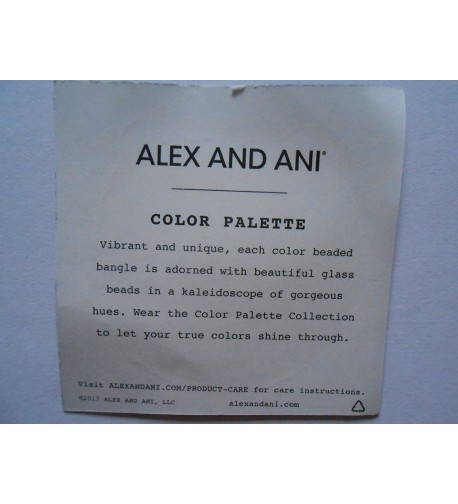 ALEX AND ANI®
COLOR PALETTE
Vibrant and unique, each color beaded
bangle is adorned with beautiful glass
beads in a kaleidoscope of gorgeous
hues. Wear the Color Palette Collection
to let your true colors shine through.
Visit ALEXANDANI.COM/PRODUCT-CARE for care instructions.
©2017 ALEX AND ANI, LLC alexandani.com